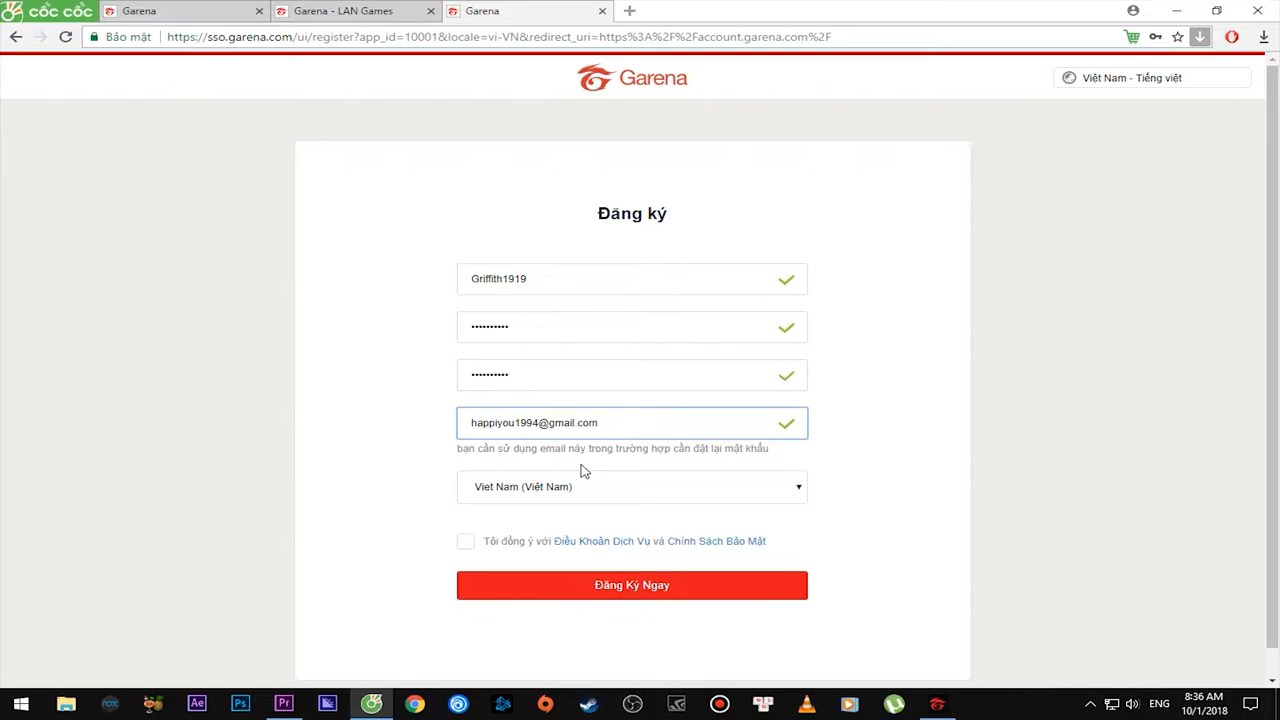 cốc cốc
Garena
Garena - LAN Games
Garena
Bảo mật
https://sso.garena.com/ui/register?app_id=10001&locale=vi-VN&redirect_uri=https%3A%2F%2Faccount.garena.com%2F
Garena
Việt Nam - Tiếng việt
Đăng ký
Griffith1919
••••••••••
••••••••••
happiyou1994@gmail.com
bạn cần sử dụng email này trong trường hợp cần đặt lại mật khẩu
Viet Nam (Việt Nam)
Tôi đồng ý với Điều Khoản Dịch Vụ và Chính Sách Bảo Mật
Đăng Ký Ngay
nox
Ae
Ps
Pr
ENG
8:36 AM
10/1/2018